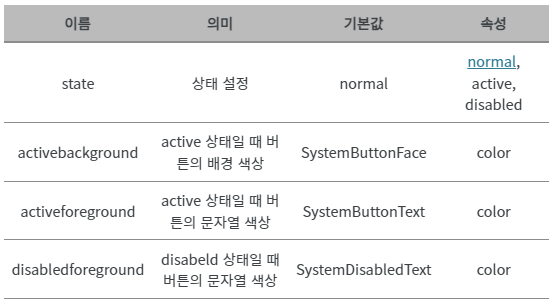 이름 의미 기본값 속성
state 상태 설정 normal normal,
active,
disabled
activebackground active 상태일 때 버
튼의 배경 색상 SystemButtonFace color
activeforeground active 상태일 때 버
튼의 문자열 색상 SystemButtonText color
disabledforeground disabeld 상태일 때
버튼의 문자열 색상 SystemDisabledText color